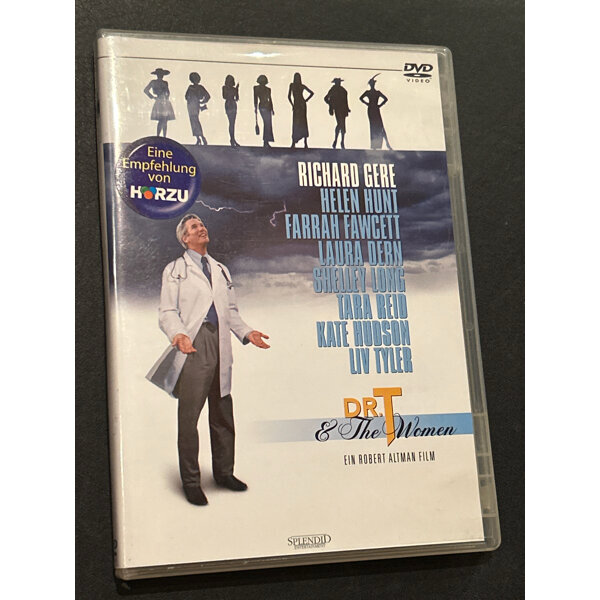 DVD
VIDEO
Eine
Empfehlung
von
HÖRZU
RICHARD GERE
HELEN HUNT
FARRAH FAWCETT
LAURA DERN
SHELLEY LONG
TARA REID
KATE HUDSON
LIV TYLER
DR.T
& The Women
EIN ROBERT ALTMAN FILM
SPLENDID
ENTERTAINMENT